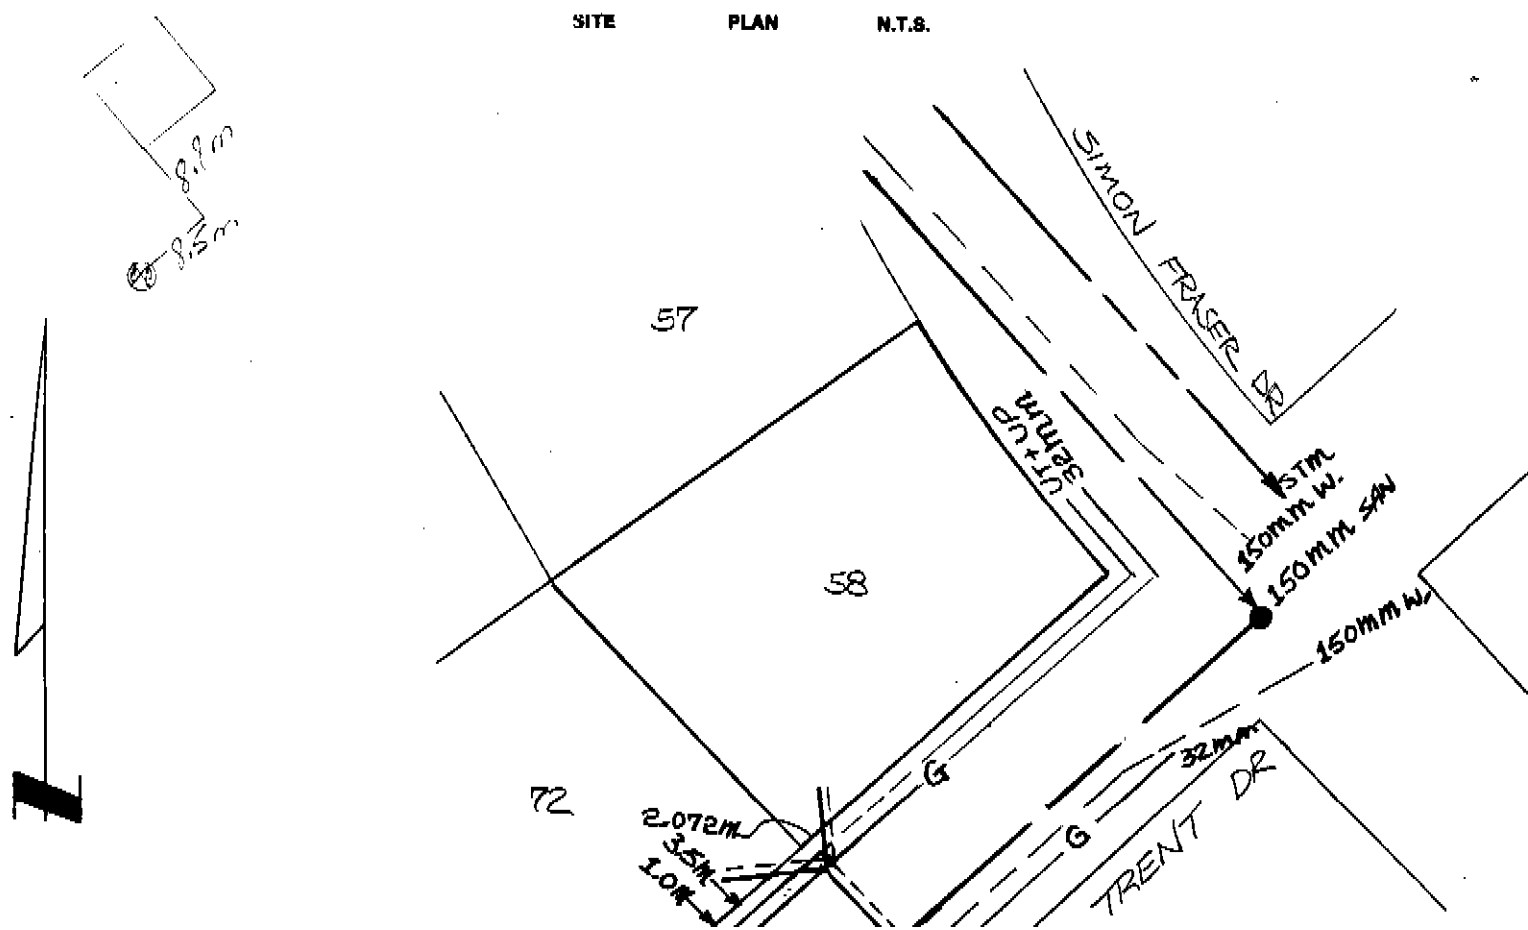 SITE PLAN N.T.S.
8.9m
8.5m
SIMON FRASER DR
57
UT+UP
32mm
STM
150mm W.
150mm SAN
58
150mm W.
32mm
G
72
2.072m
3.5m
1.0m
G
TRENT DR